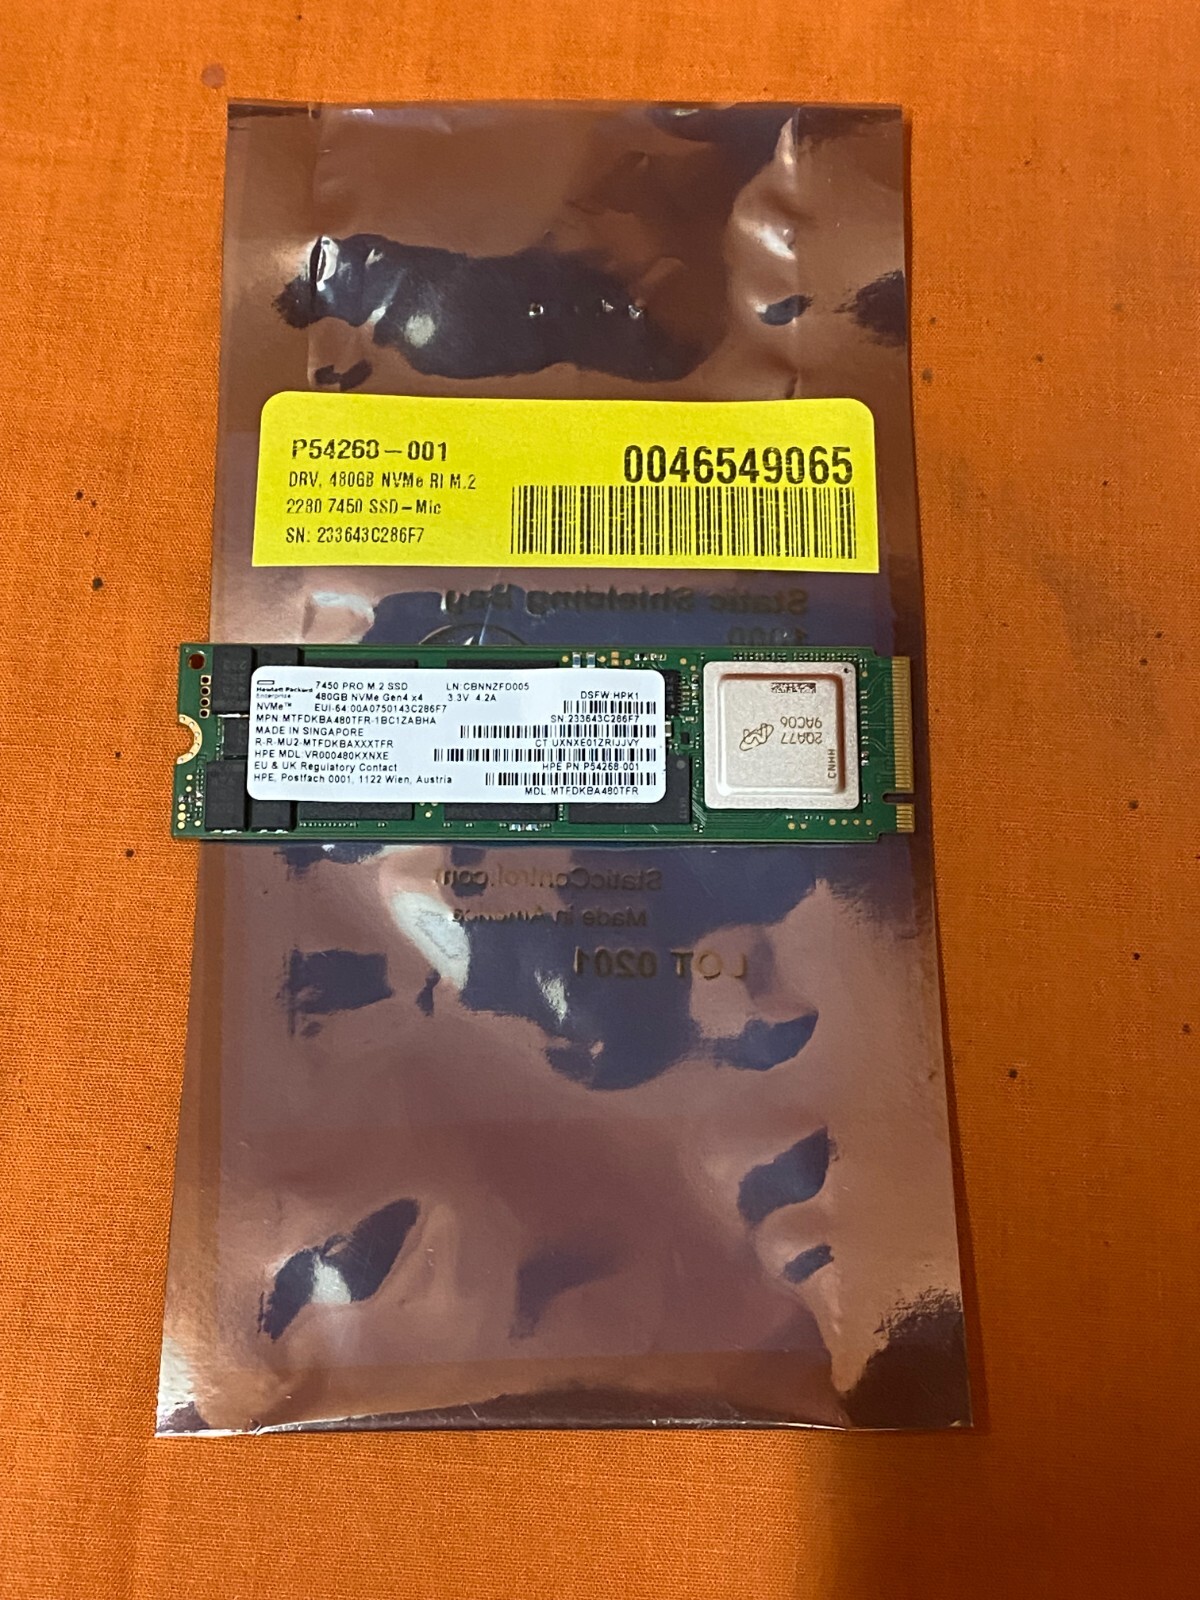 P54268-001
DRV, 480GB NVMe RI M.2
2280 7450 SSD-Mic
SN: 233643C286F7
0046549065
Static Shielding Bag
1000
Hewlett Packard
Enterprise
7450 PRO M.2 SSD
480GB NVMe Gen4 x4
LN:CBNNZFD005
3.3V 4.2A
NVMe™
EUI-64:00A0750143C286F7
MPN:MTFDKBA480TFR-1BC1ZABHA
MADE IN SINGAPORE
R-R-MU2-MTFDKBAXXXTFR
HPE MDL:VR000480KXNXE
EU & UK Regulatory Contact
HPE, Postfach 0001, 1122 Wien, Austria
DSFW:HPK1
SN:233643C286F7
CT:UXNXE01ZRIJJVY
HPE PN:P54268-001
MDL:MTFDKBA480TFR
2QA77
9AC06
CNHH
StaticControl.com
Made in America
LOT 0201